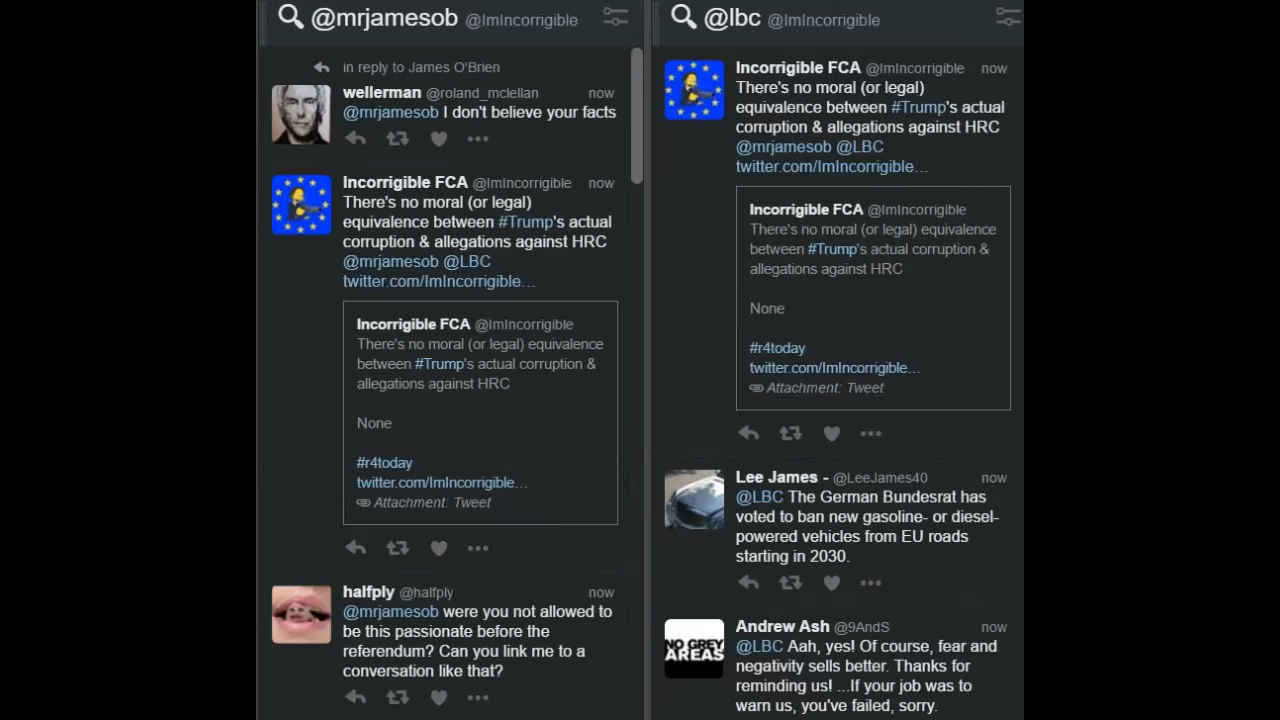 @mrjamesob @ImIncorrigible
in reply to James O'Brien
wellerman @roland_mclellan now
@mrjamesob I don't believe your facts
Incorrigible FCA @ImIncorrigible now
There's no moral (or legal)
equivalence between #Trump's actual
corruption & allegations against HRC
@mrjamesob @LBC
twitter.com/ImIncorrigible…
Incorrigible FCA @ImIncorrigible
There's no moral (or legal) equivalence
between #Trump's actual corruption &
allegations against HRC
None
#r4today
twitter.com/ImIncorrigible…
Attachment: Tweet
halfply @halfply now
@mrjamesob were you not allowed to
be this passionate before the
referendum? Can you link me to a
conversation like that?
@lbc @ImIncorrigible
Incorrigible FCA @ImIncorrigible now
There's no moral (or legal)
equivalence between #Trump's actual
corruption & allegations against HRC
@mrjamesob @LBC
twitter.com/ImIncorrigible…
Incorrigible FCA @ImIncorrigible
There's no moral (or legal) equivalence
between #Trump's actual corruption &
allegations against HRC
None
#r4today
twitter.com/ImIncorrigible…
Attachment: Tweet
Lee James - @LeeJames40 now
@LBC The German Bundesrat has
voted to ban new gasoline- or diesel-
powered vehicles from EU roads
starting in 2030.
NO GREY
AREAS
Andrew Ash @9AndS now
@LBC Aah, yes! Of course, fear and
negativity sells better. Thanks for
reminding us! ...If your job was to
warn us, you've failed, sorry.